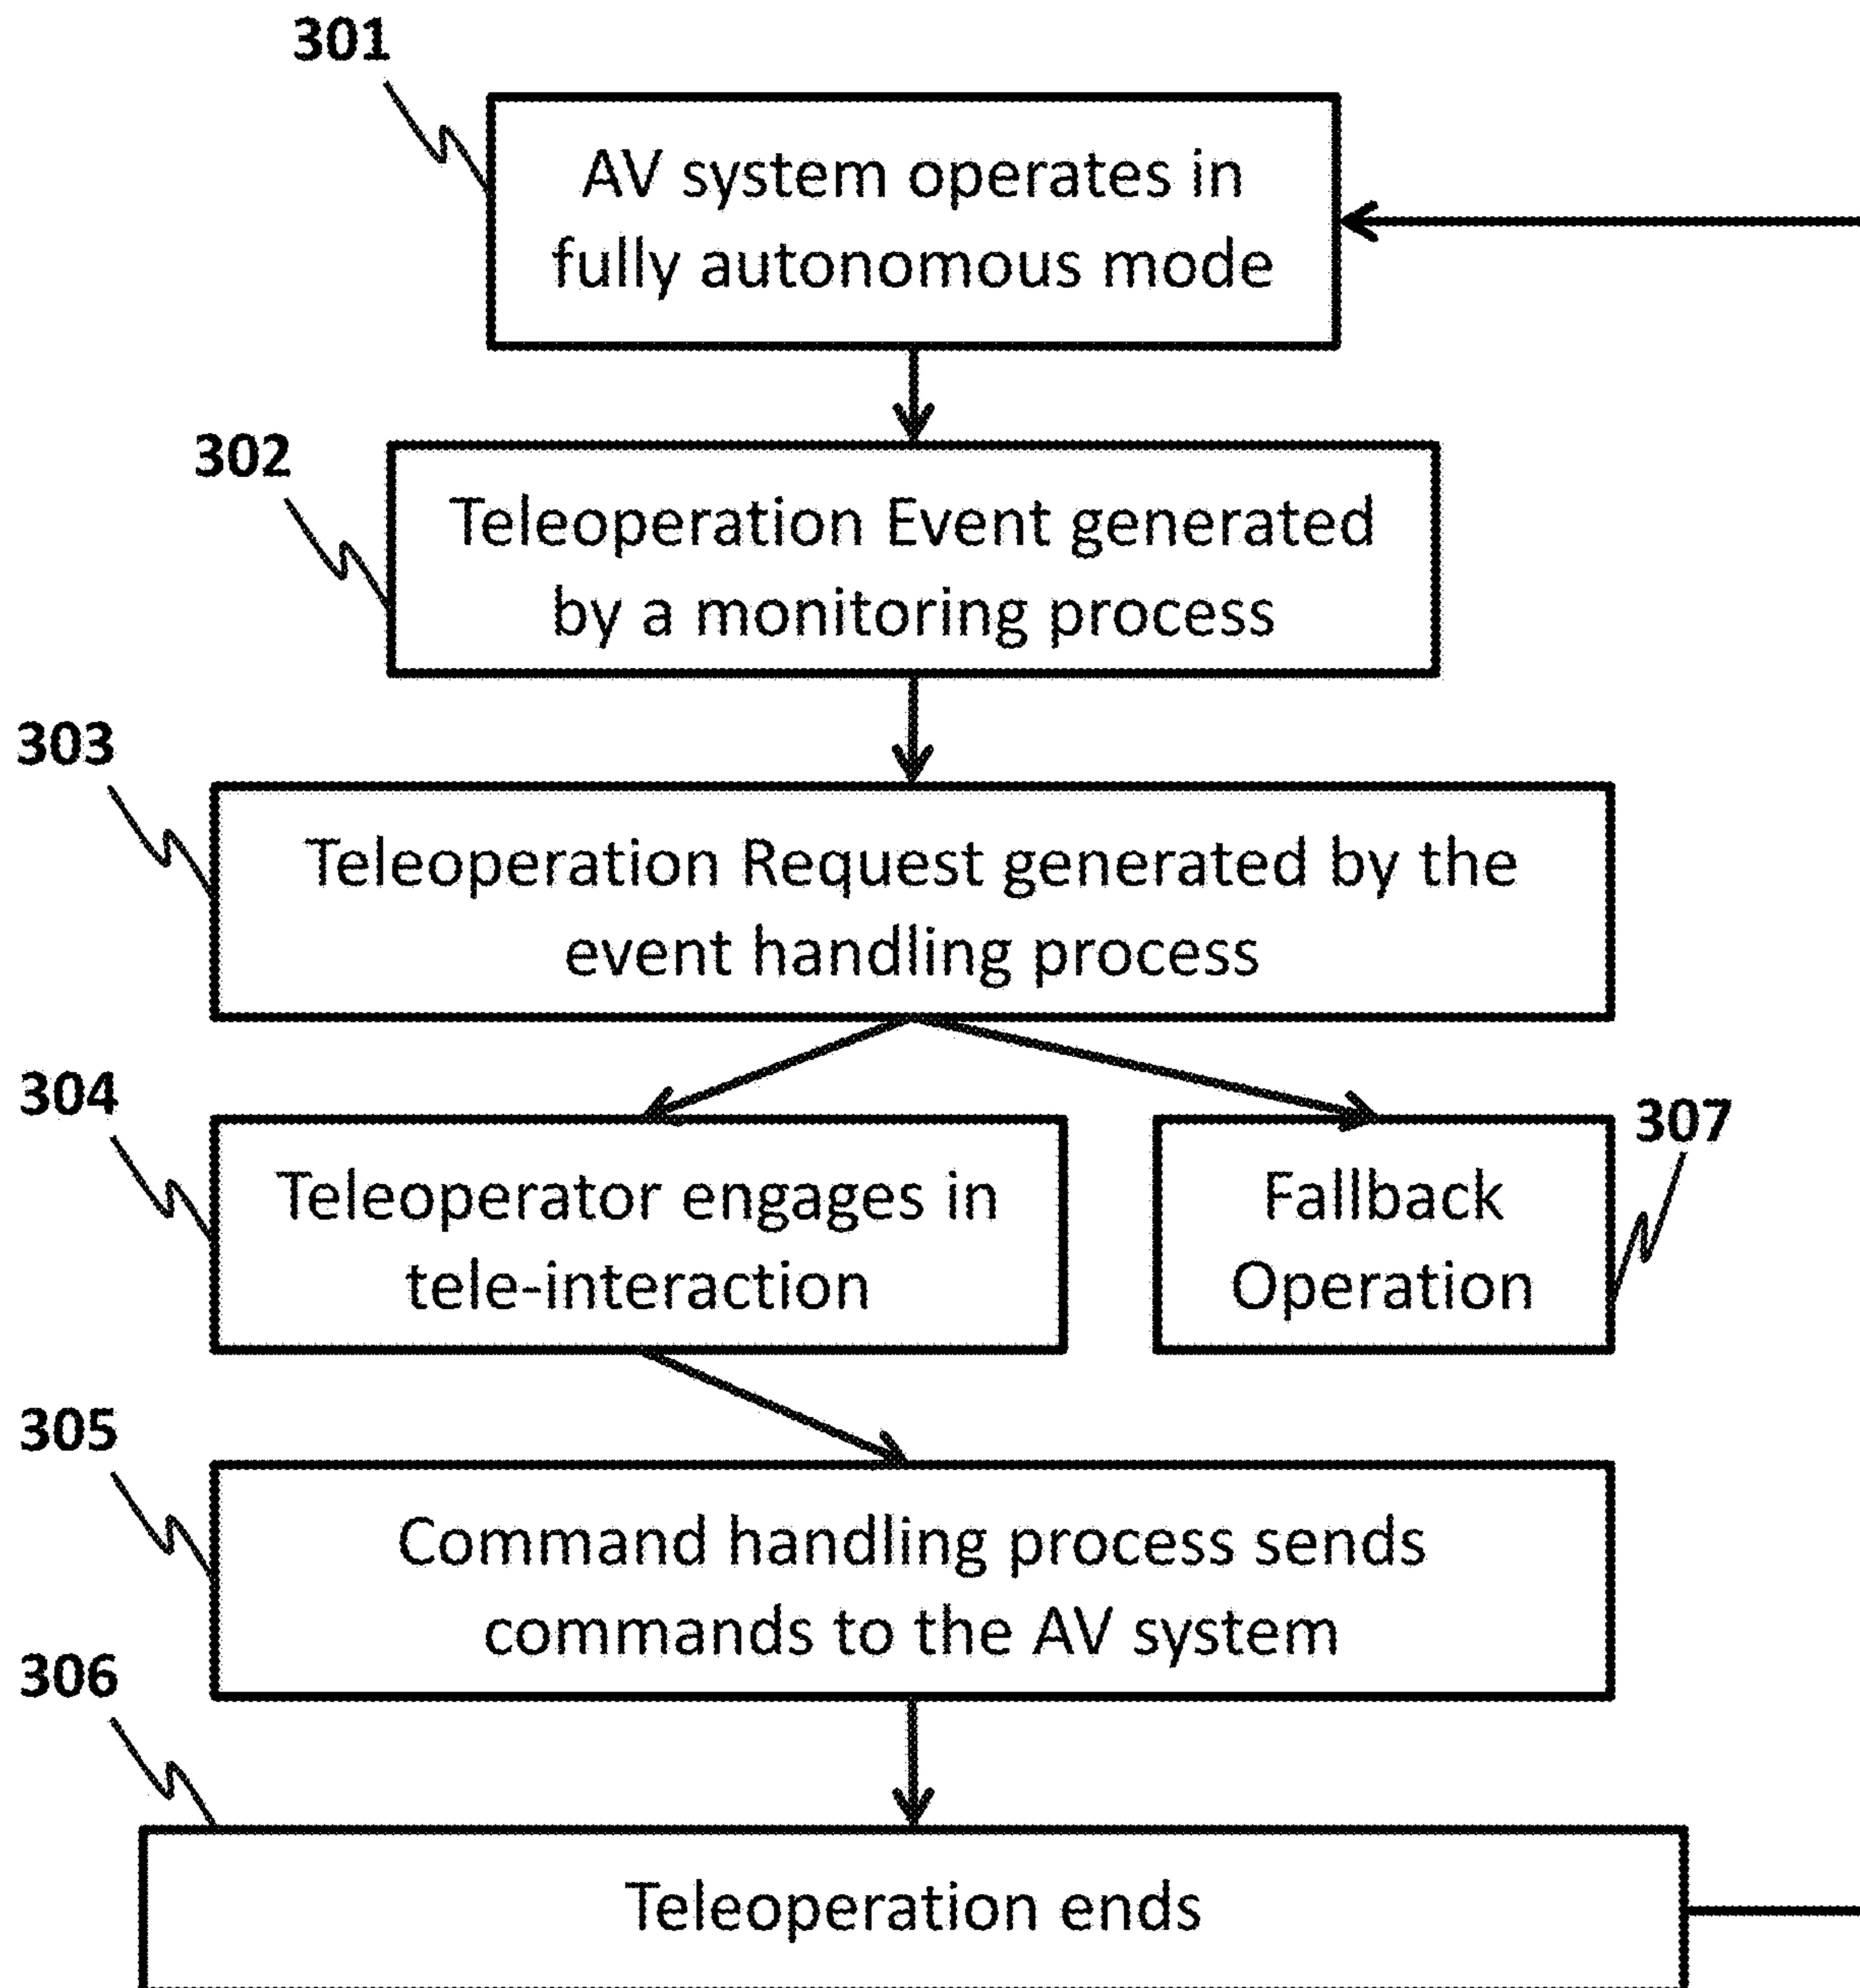 301
AV system operates in
fully autonomous mode
302
Teleoperation Event generated
by a monitoring process
303
Teleoperation Request generated by the
event handling process
304
Teleoperator engages in
tele-interaction
307
Fallback
Operation
305
Command handling process sends
commands to the AV system
306
Teleoperation ends